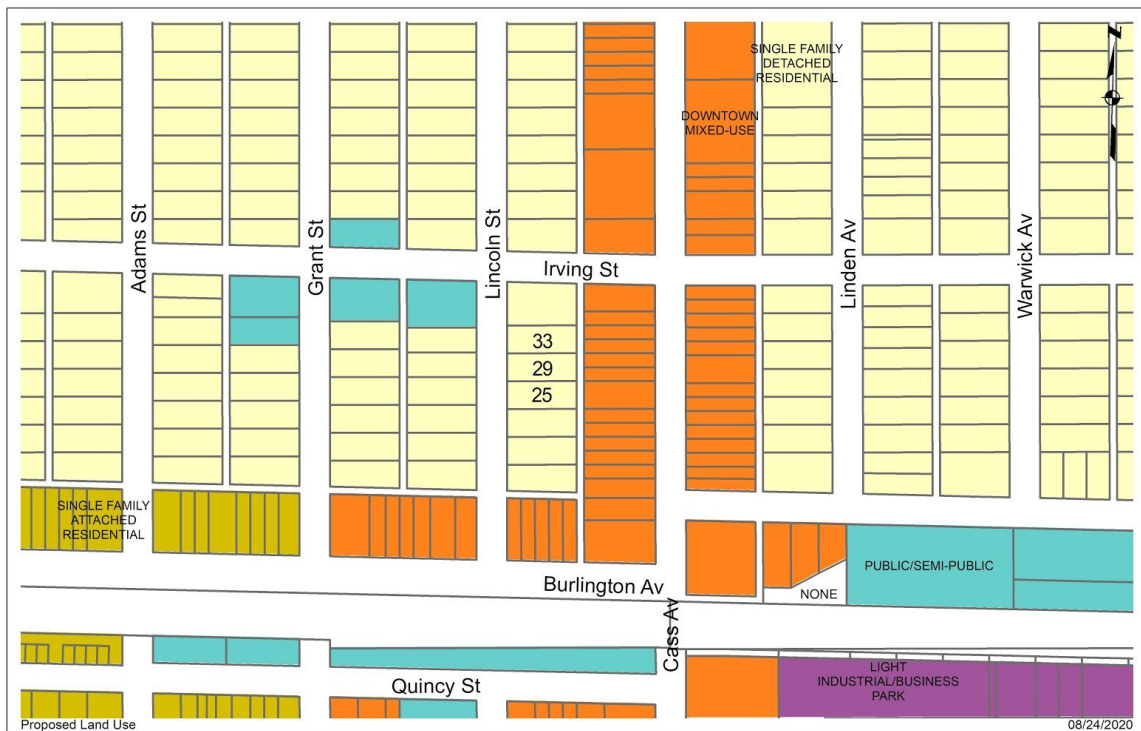 SINGLE FAMILY
DETACHED
RESIDENTIAL
Z
DOWNTOWN
MIXED-USE
Adams St
Grant St
Lincoln St
Irving St
Linden Av
Warwick Av
33
29
25
SINGLE FAMILY
ATTACHED
RESIDENTIAL
PUBLIC/SEMI-PUBLIC
Burlington Av
NONE
Cass Av
Quincy St
LIGHT
INDUSTRIAL/BUSINESS
PARK
Proposed Land Use
08/24/2020